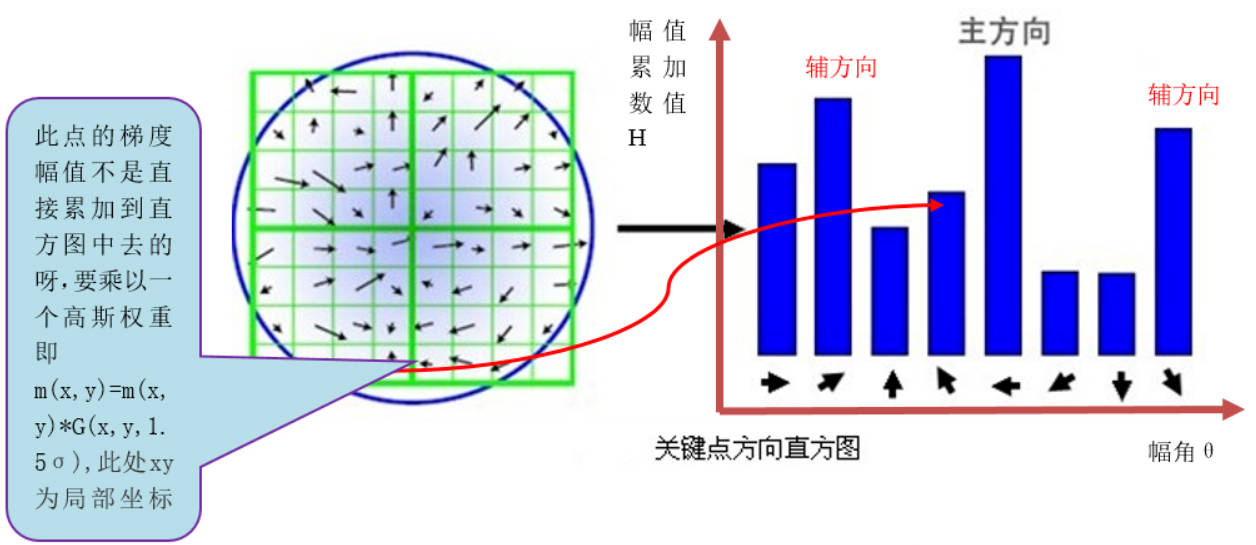 此点的梯度
幅值不是直
接累加到直
方图中去的
呀,要乘以一
个高斯权重
即
m(x,y)=m(x,
y)*G(x,y,1.
5σ),此处xy
为局部坐标
幅值
累加
数值
H
主方向
辅方向
辅方向
关键点方向直方图
幅角θ